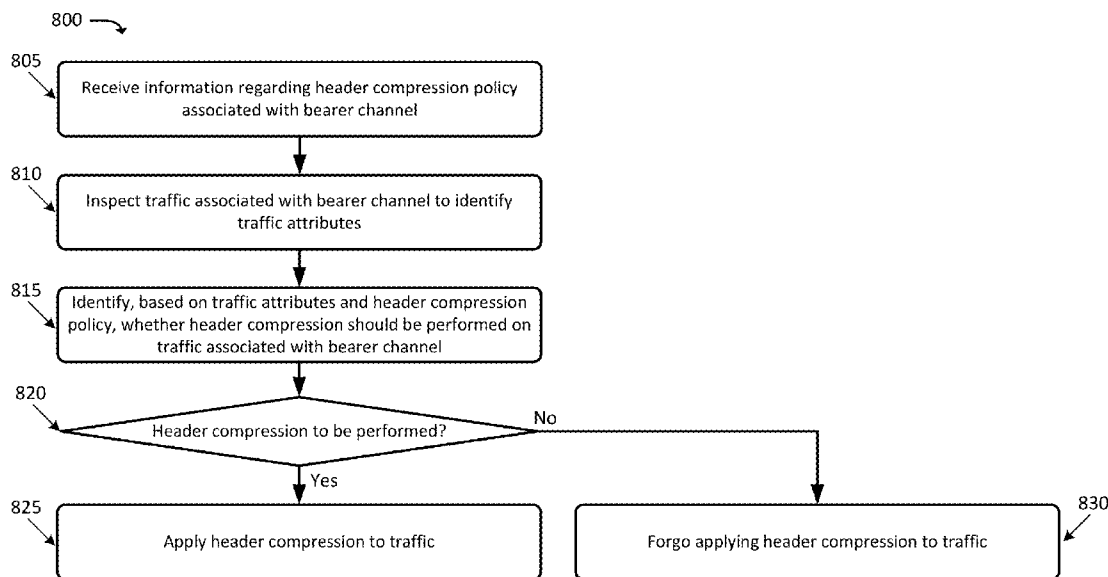 800
805
Receive information regarding header compression policy
associated with bearer channel
810
Inspect traffic associated with bearer channel to identify
traffic attributes
815
Identify, based on traffic attributes and header compression
policy, whether header compression should be performed on
traffic associated with bearer channel
820
Header compression to be performed?
No
Yes
825
Apply header compression to traffic
Forgo applying header compression to traffic
830